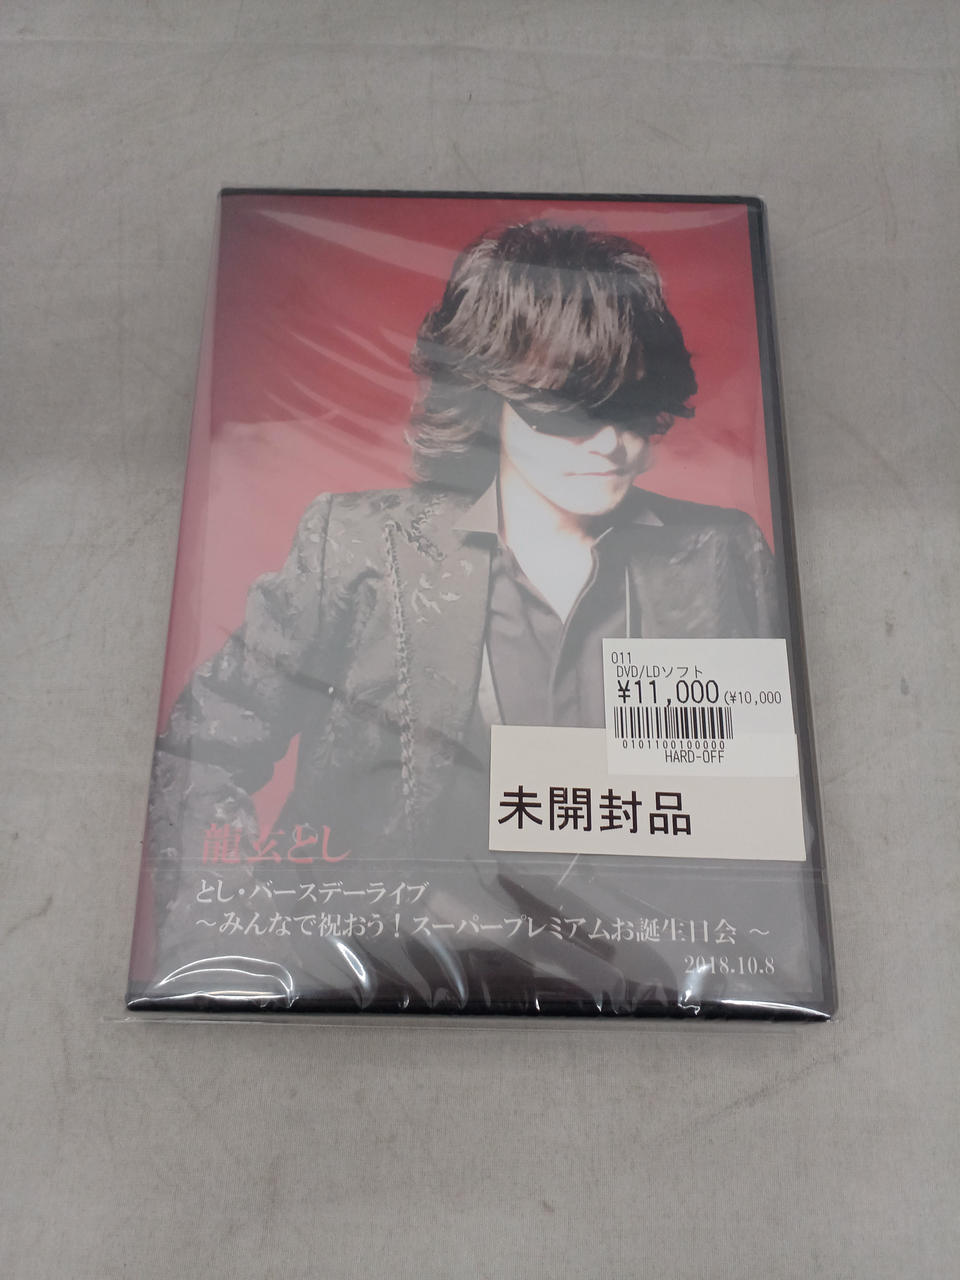 011
DVD/LDソフト
¥11,000(¥10,000
0101100100000
HARD-OFF
未開封品
龍玄とし
とし・バースデーライブ
～みんなで祝おう！スーパープレミアムお誕生日会 ～
2018.10.8